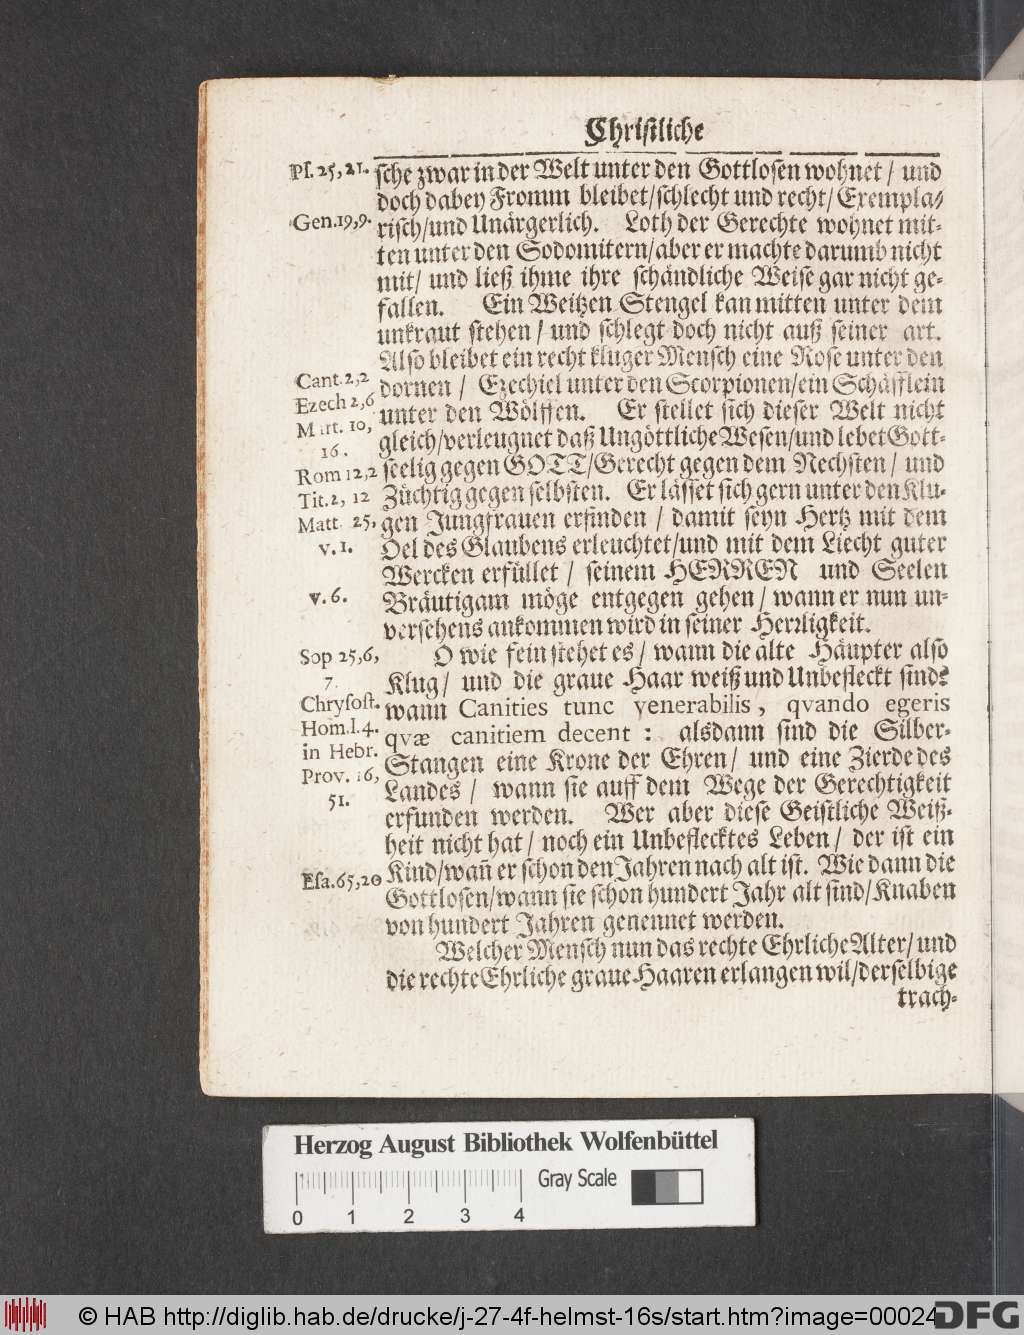 Christliche
Ps. 25, 21.
ſche zwar in der Welt unter den Gottloſen wohnet / und
doch dabey Fromm bleibet/ſchlecht und recht/ Exempla⸗
Gen. 19, 9.
riſch/und Unärgerlich. Loth der Gerechte wohnet mit⸗
ten unter den Sodomitern/aber er machte darumb nicht
mit/ und ließ ihme ihre ſchändliche Weiſe gar nicht ge⸗
fallen. Ein Weitzen Stengel kan mitten unter dem
unkraut ſtehen / und ſchlegt doch nicht auß ſeiner art.
Alſo bleibet ein recht kluger Menſch eine Roſe unter den
Cant. 2, 2
dornen / Ezechiel unter den Scorpionen/ein Schäfflein
Ezech 2, 6
unter den Wölffen. Er ſtellet ſich dieſer Welt nicht
Matt. 10,
gleich/verleugnet daß Ungöttliche Weſen/und lebet Gott⸗
16.
Rom 12, 2
ſeelig gegen GOTT/Gerecht gegen dem Nechſten / und
Tit. 2, 12
Züchtig gegen ſelbſten. Er läſſet ſich gern unter den Klu⸗
Matt. 25,
gen Jungfrauen erfinden / damit ſeyn Hertz mit dem
v. 1.
Oel des Glaubens erleuchtet/und mit dem Liecht guter
Wercken erfüllet / ſeinem HERREN und Seelen
v. 6.
Bräutigam möge entgegen gehen / wann er nun un⸗
verſehens ankommen wird in ſeiner Herrligkeit.
Sop 25, 6,
O wie fein ſtehet es / wann die alte Häupter alſo
7.
Klug / und die graue Haar weiß und Unbefleckt ſind?
Chryſoſt.
wann Canities tunc venerabilis, qvando egeris
Hom. l. 4.
qvæ canitiem decent : alsdann ſind die Silber⸗
in Hebr.
Stangen eine Krone der Ehren / und eine Zierde des
Prov. 16,
Landes / wann ſie auff dem Wege der Gerechtigkeit
51.
erfunden werden. Wer aber dieſe Geiſtliche Weiß⸗
heit nicht hat / noch ein Unbeflecktes Leben / der iſt ein
Eſa. 65, 20
Kind/wañ er ſchon den Jahren nach alt iſt. Wie dann die
Gottloſen/wann ſie ſchon hundert Jahr alt ſind/Knaben
von hundert Jahren genennet werden.
Welcher Menſch nun das rechte Ehrliche Alter/ und
die rechte Ehrliche graue Haaren erlangen wil/derſelbige
trach⸗
Herzog August Bibliothek Wolfenbüttel
Gray Scale
0 1 2 3 4
© HAB http://diglib.hab.de/drucke/j-27-4f-helmst-16s/start.htm?image=00024
DFG